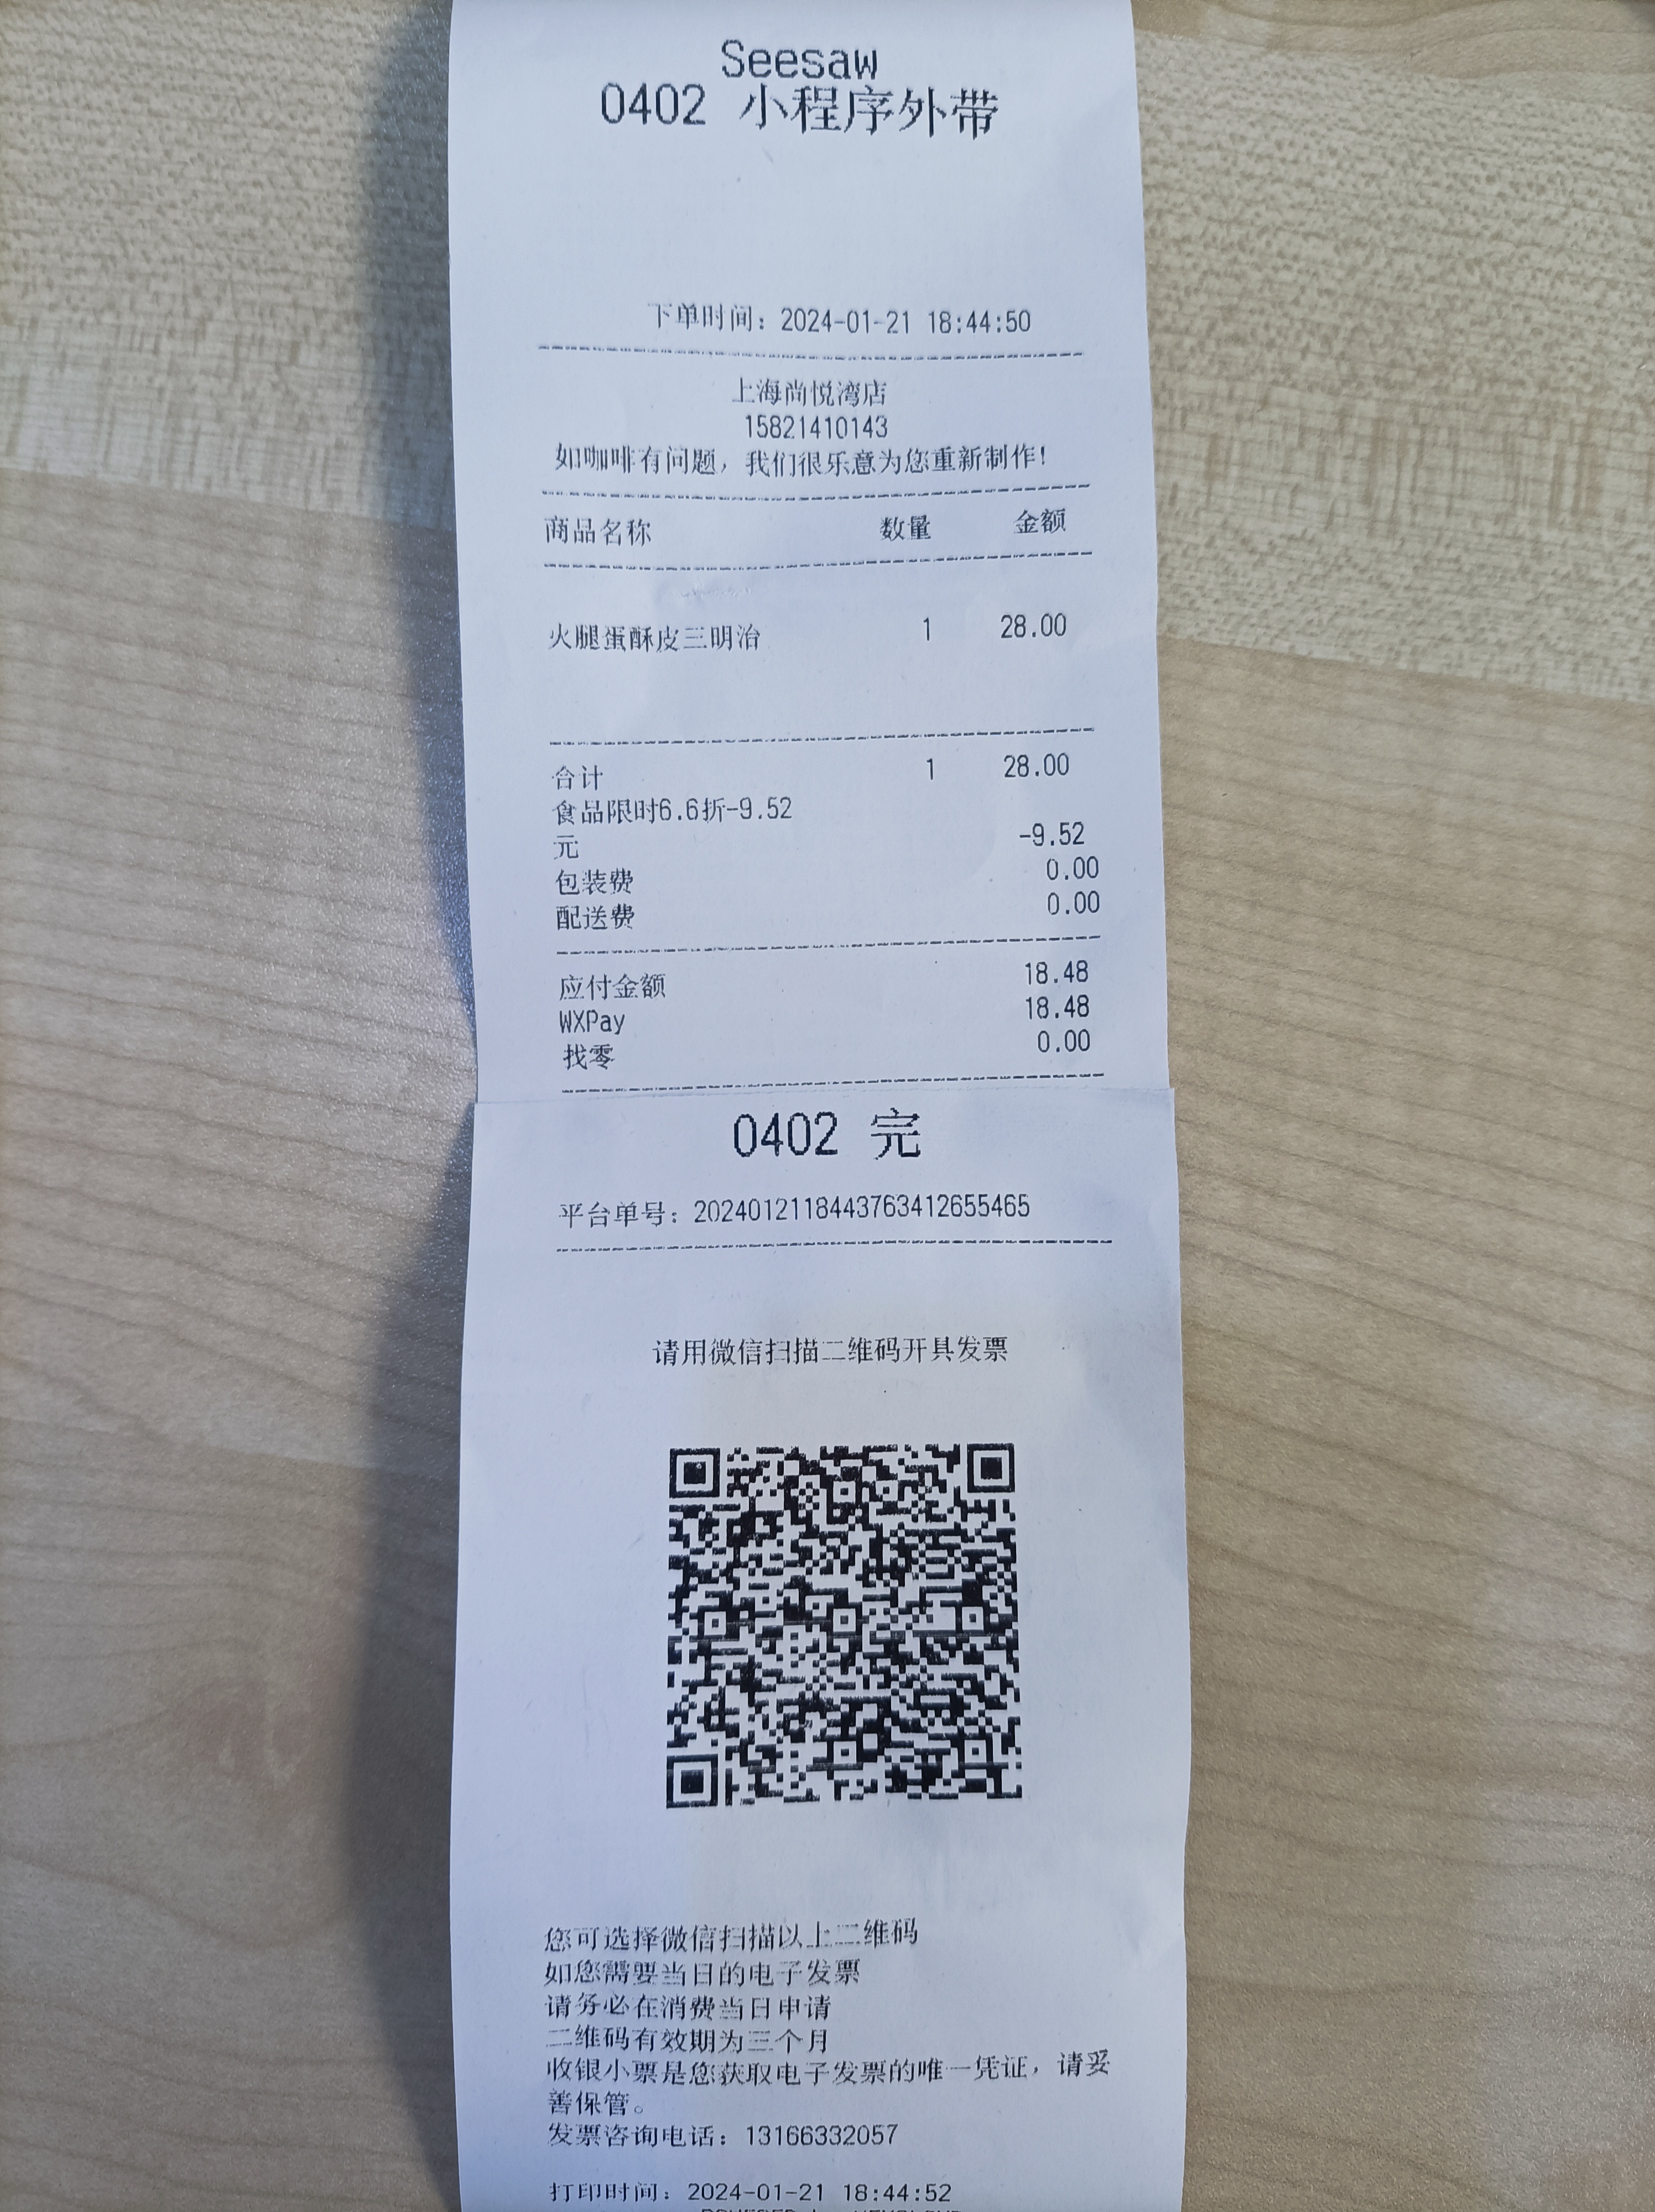 Seesaw
0402 小程序外带
下单时间：2024-01-21 18:44:50
上海尚悦湾店
15821410143
如咖啡有问题，我们很乐意为您重新制作！
商品名称 数量 金额
火腿蛋酥皮三明治 1 28.00
合计 1 28.00
食品限时6.6折-9.52
元 -9.52
包装费 0.00
配送费 0.00
应付金额 18.48
WXPay 18.48
找零 0.00
0402 完
平台单号：2024012118443763412655465
请用微信扫描二维码开具发票
您可选择微信扫描以上二维码
如您需要当日的电子发票
请务必在消费当日申请
二维码有效期为三个月
收银小票是您获取电子发票的唯一凭证，请妥
善保管。
发票咨询电话：13166332057
打印时间：2024-01-21 18:44:52